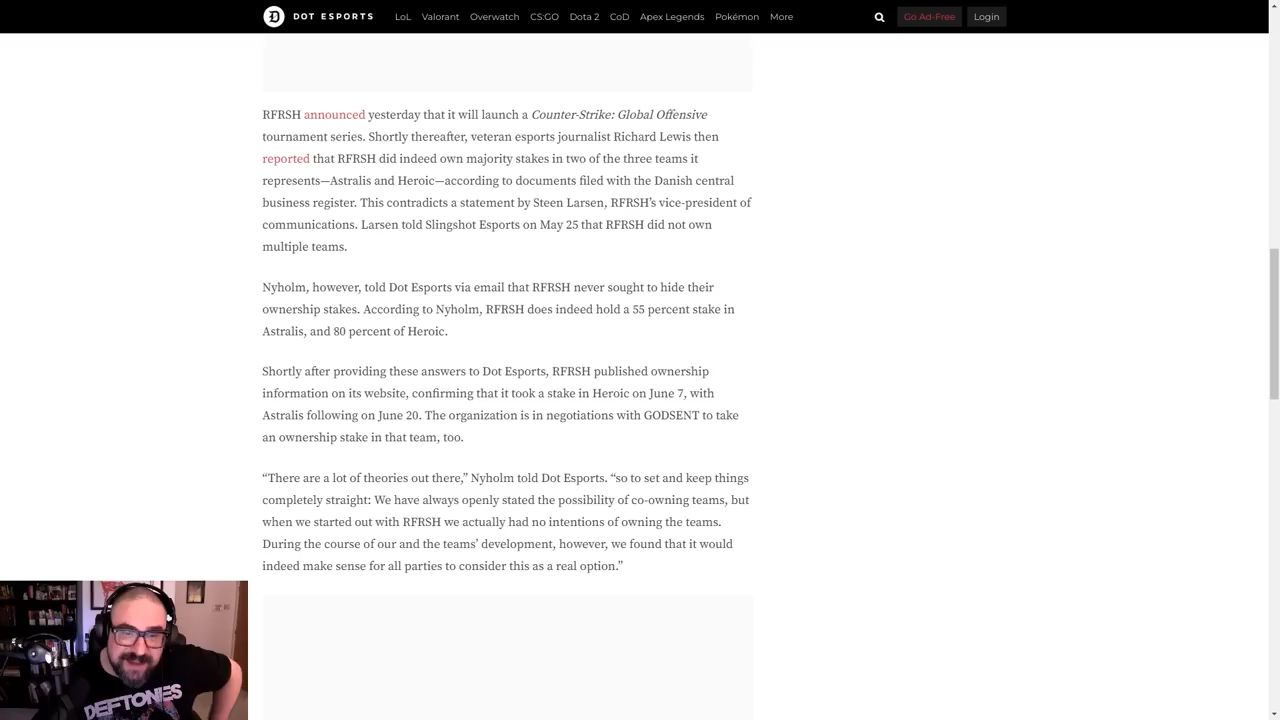 DOT ESPORTS LoL Valorant Overwatch CS:GO Dota 2 CoD Apex Legends Pokémon More Go Ad-Free Login
RFRSH announced yesterday that it will launch a Counter-Strike: Global Offensive
tournament series. Shortly thereafter, veteran esports journalist Richard Lewis then
reported that RFRSH did indeed own majority stakes in two of the three teams it
represents—Astralis and Heroic—according to documents filed with the Danish central
business register. This contradicts a statement by Steen Larsen, RFRSH’s vice-president of
communications. Larsen told Slingshot Esports on May 25 that RFRSH did not own
multiple teams.
Nyholm, however, told Dot Esports via email that RFRSH never sought to hide their
ownership stakes. According to Nyholm, RFRSH does indeed hold a 55 percent stake in
Astralis, and 80 percent of Heroic.
Shortly after providing these answers to Dot Esports, RFRSH published ownership
information on its website, confirming that it took a stake in Heroic on June 7, with
Astralis following on June 20. The organization is in negotiations with GODSENT to take
an ownership stake in that team, too.
“There are a lot of theories out there,” Nyholm told Dot Esports. “so to set and keep things
completely straight: We have always openly stated the possibility of co-owning teams, but
when we started out with RFRSH we actually had no intentions of owning the teams.
During the course of our and the teams’ development, however, we found that it would
indeed make sense for all parties to consider this as a real option.”
DEFTONES